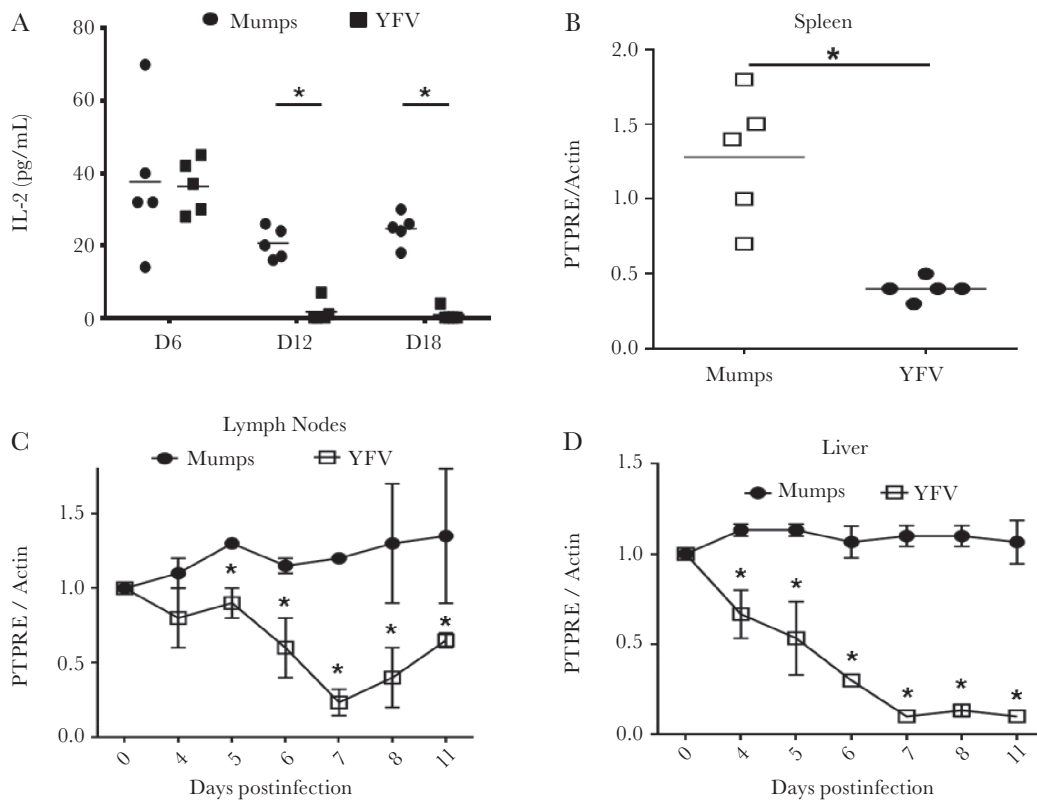 A
Mumps YFV
80
60
40
20
0
IL-2 (pg/mL)
* *
D6 D12 D18
B
Spleen
*
2.0
1.5
1.0
0.5
0.0
PTPRE/Actin
Mumps YFV
C
Lymph Nodes
Mumps YFV
1.5
1.0
0.5
0.0
PTPRE / Actin
* * * * *
0 4 5 6 7 8 11
Days postinfection
D
Liver
Mumps YFV
1.5
1.0
0.5
0.0
PTPRE / Actin
* * * * * *
0 4 5 6 7 8 11
Days postinfection